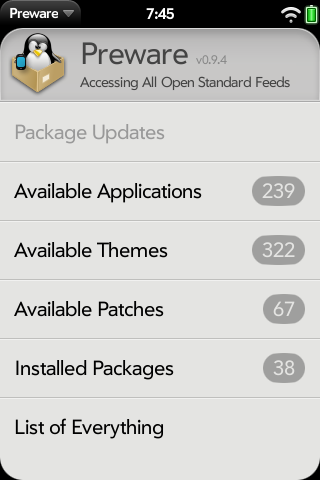 Preware 7:45
Preware v0.9.4
Accessing All Open Standard Feeds
Package Updates
Available Applications 239
Available Themes 322
Available Patches 67
Installed Packages 38
List of Everything